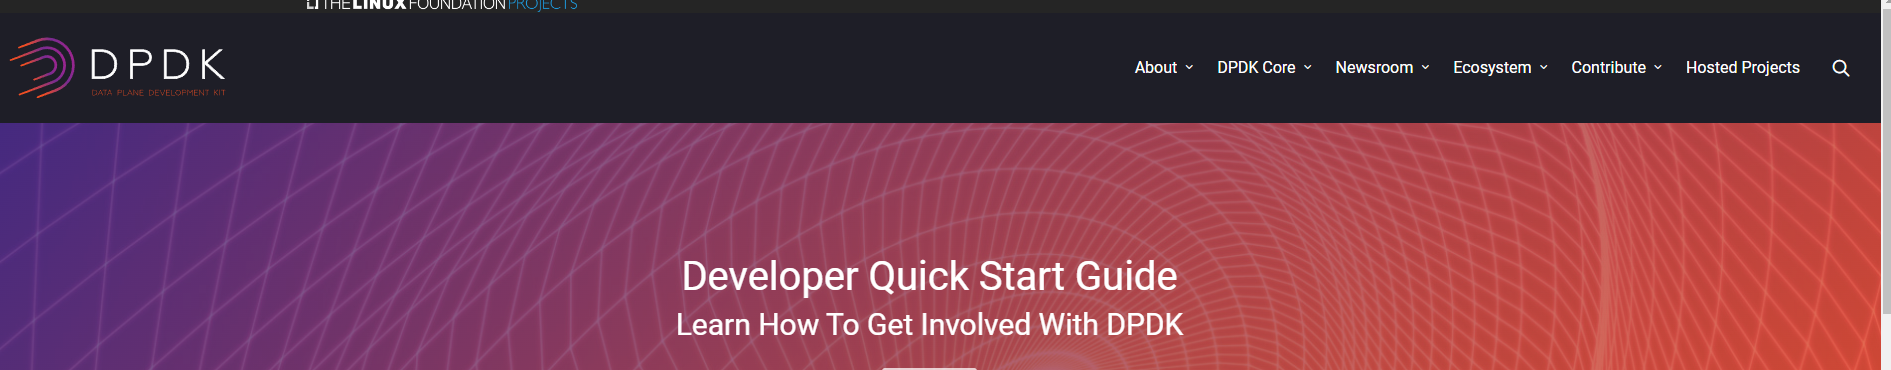 THE LINUX FOUNDATION PROJECTS
DPDK
DATA PLANE DEVELOPMENT KIT
About
DPDK Core
Newsroom
Ecosystem
Contribute
Hosted Projects
Developer Quick Start Guide
Learn How To Get Involved With DPDK